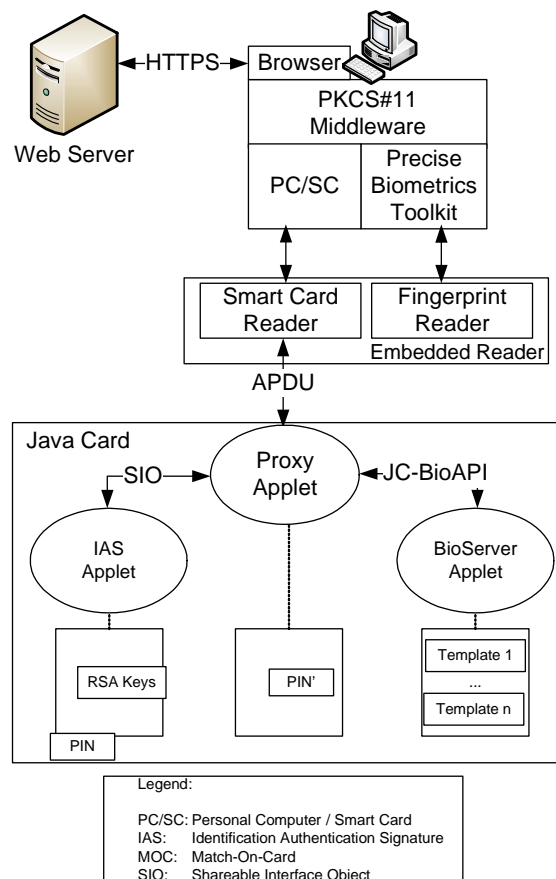 HTTPS
Browser
PKCS#11
Middleware
Web Server
PC/SC
Precise
Biometrics
Toolkit
Smart Card
Reader
Fingerprint
Reader
Embedded Reader
APDU
Java Card
Proxy
Applet
SIO
JC-BioAPI
IAS
Applet
BioServer
Applet
RSA Keys
PIN
PIN'
Template 1
...
Template n
Legend:
PC/SC: Personal Computer / Smart Card
IAS: Identification Authentication Signature
MOC: Match-On-Card
SIO: Shareable Interface Object